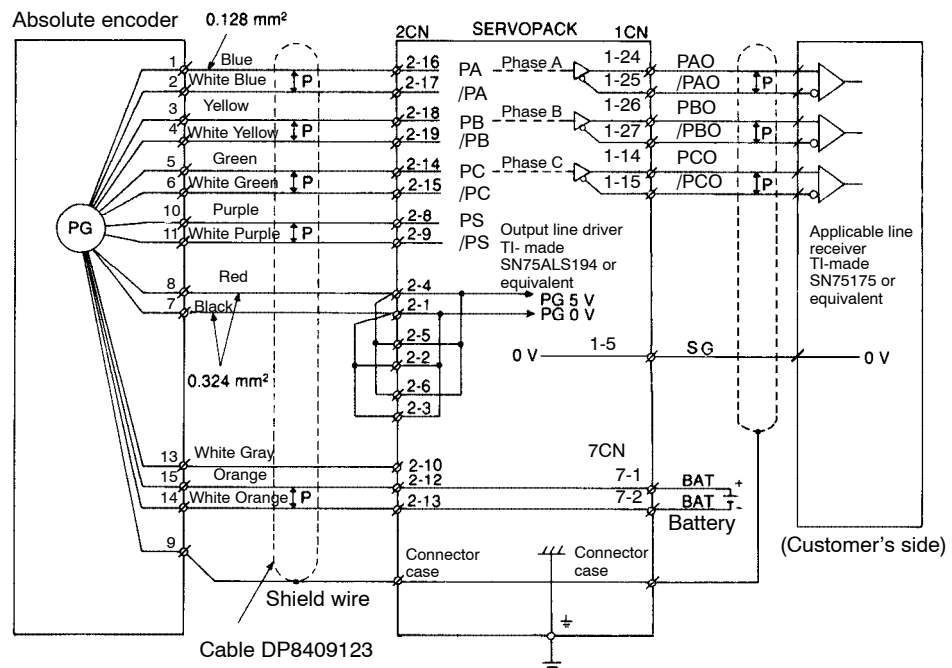 Absolute encoder
0.128 mm²
2CN SERVOPACK 1CN
1 Blue 2-16 PA Phase A 1-24 PAO
2 White Blue P 2-17 /PA 1-25 /PAO P
3 Yellow 2-18 PB Phase B 1-26 PBO
4 White Yellow P 2-19 /PB 1-27 /PBO P
5 Green 2-14 PC Phase C 1-14 PCO
6 White Green P 2-15 /PC 1-15 /PCO P
10 Purple 2-8 PS
PG
11 White Purple P 2-9 /PS
Output line driver
TI- made
SN75ALS194 or
equivalent
Applicable line
receiver
TI-made
SN75175 or
equivalent
8 Red 2-4 PG 5 V
7 Black 2-1 PG 0 V
2-5
0 V 1-5 SG 0 V
2-2
0.324 mm²
2-6
2-3
7CN
13 White Gray 2-10
15 Orange 2-12 7-1 BAT +
14 White Orange P 2-13 7-2 BAT -
Battery
(Customer's side)
9
Connector
case
Connector
case
Shield wire
Cable DP8409123